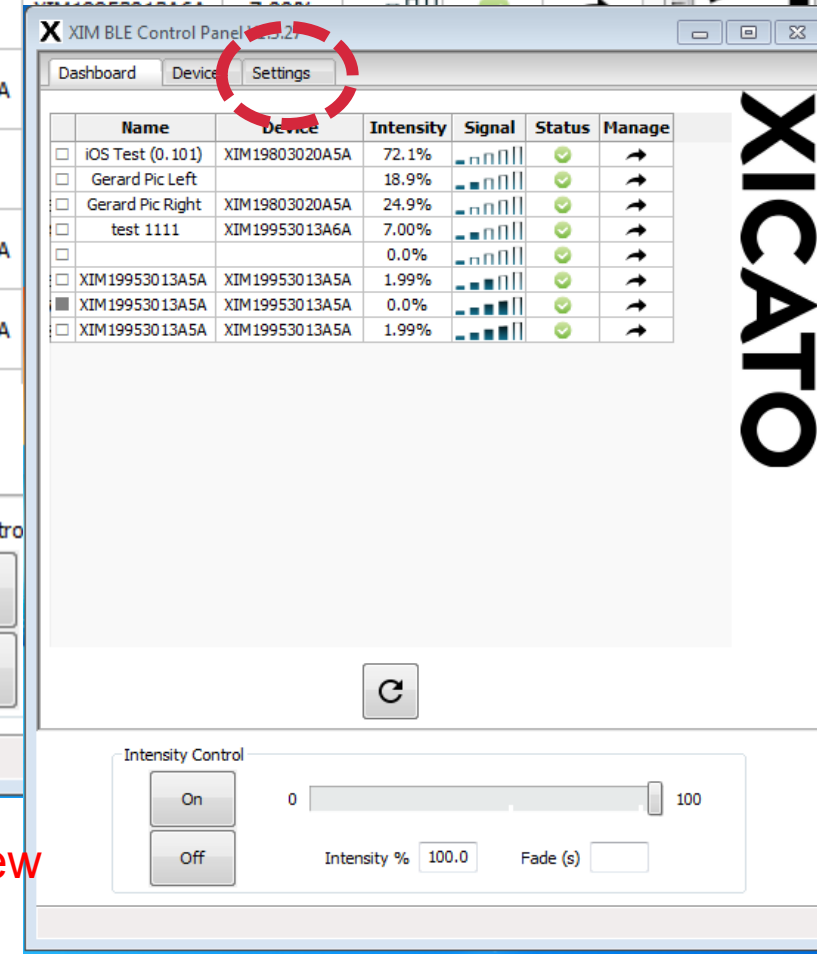 XIM BLE Control Panel
Dashboard Device Settings
Name Device Intensity Signal Status Manage
iOS Test (0.101) XIM19803020A5A 72.1%
Gerard Pic Left 18.9%
Gerard Pic Right XIM19803020A5A 24.9%
test 1111 XIM19953013A6A 7.00%
0.0%
XIM19953013A5A XIM19953013A5A 1.99%
XIM19953013A5A XIM19953013A5A 0.0%
XIM19953013A5A XIM19953013A5A 1.99%
XICATO
Intensity Control
On 0 100
Off Intensity % 100.0 Fade (s)